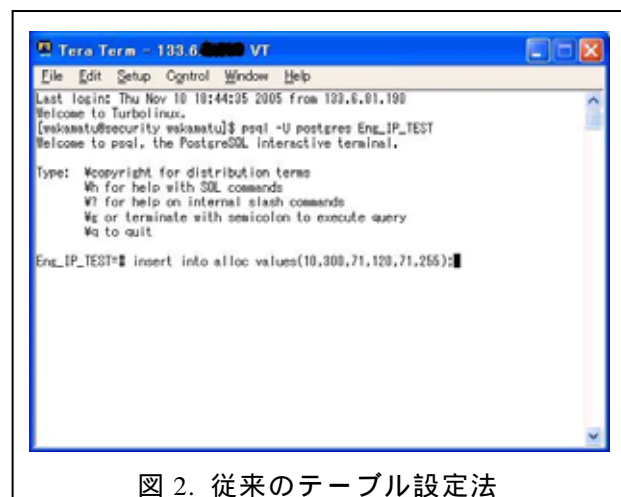 Tera Term - 133.6. VT
File Edit Setup Control Window Help
Last login: Thu Nov 10 18:44:35 2005 from 133.6.81.190
Welcome to Turbolinux.
[wakamatu@security wakamatu]$ psql -U postgres Eng_IP_TEST
Welcome to psql, the PostgreSQL interactive terminal.
Type: ¥copyright for distribution terms
¥h for help with SQL commands
¥? for help on internal slash commands
¥g or terminate with semicolon to execute query
¥q to quit
Eng_IP_TEST=# insert into alloc values(10,300,71,120,71,255);
図 2. 従来のテーブル設定法